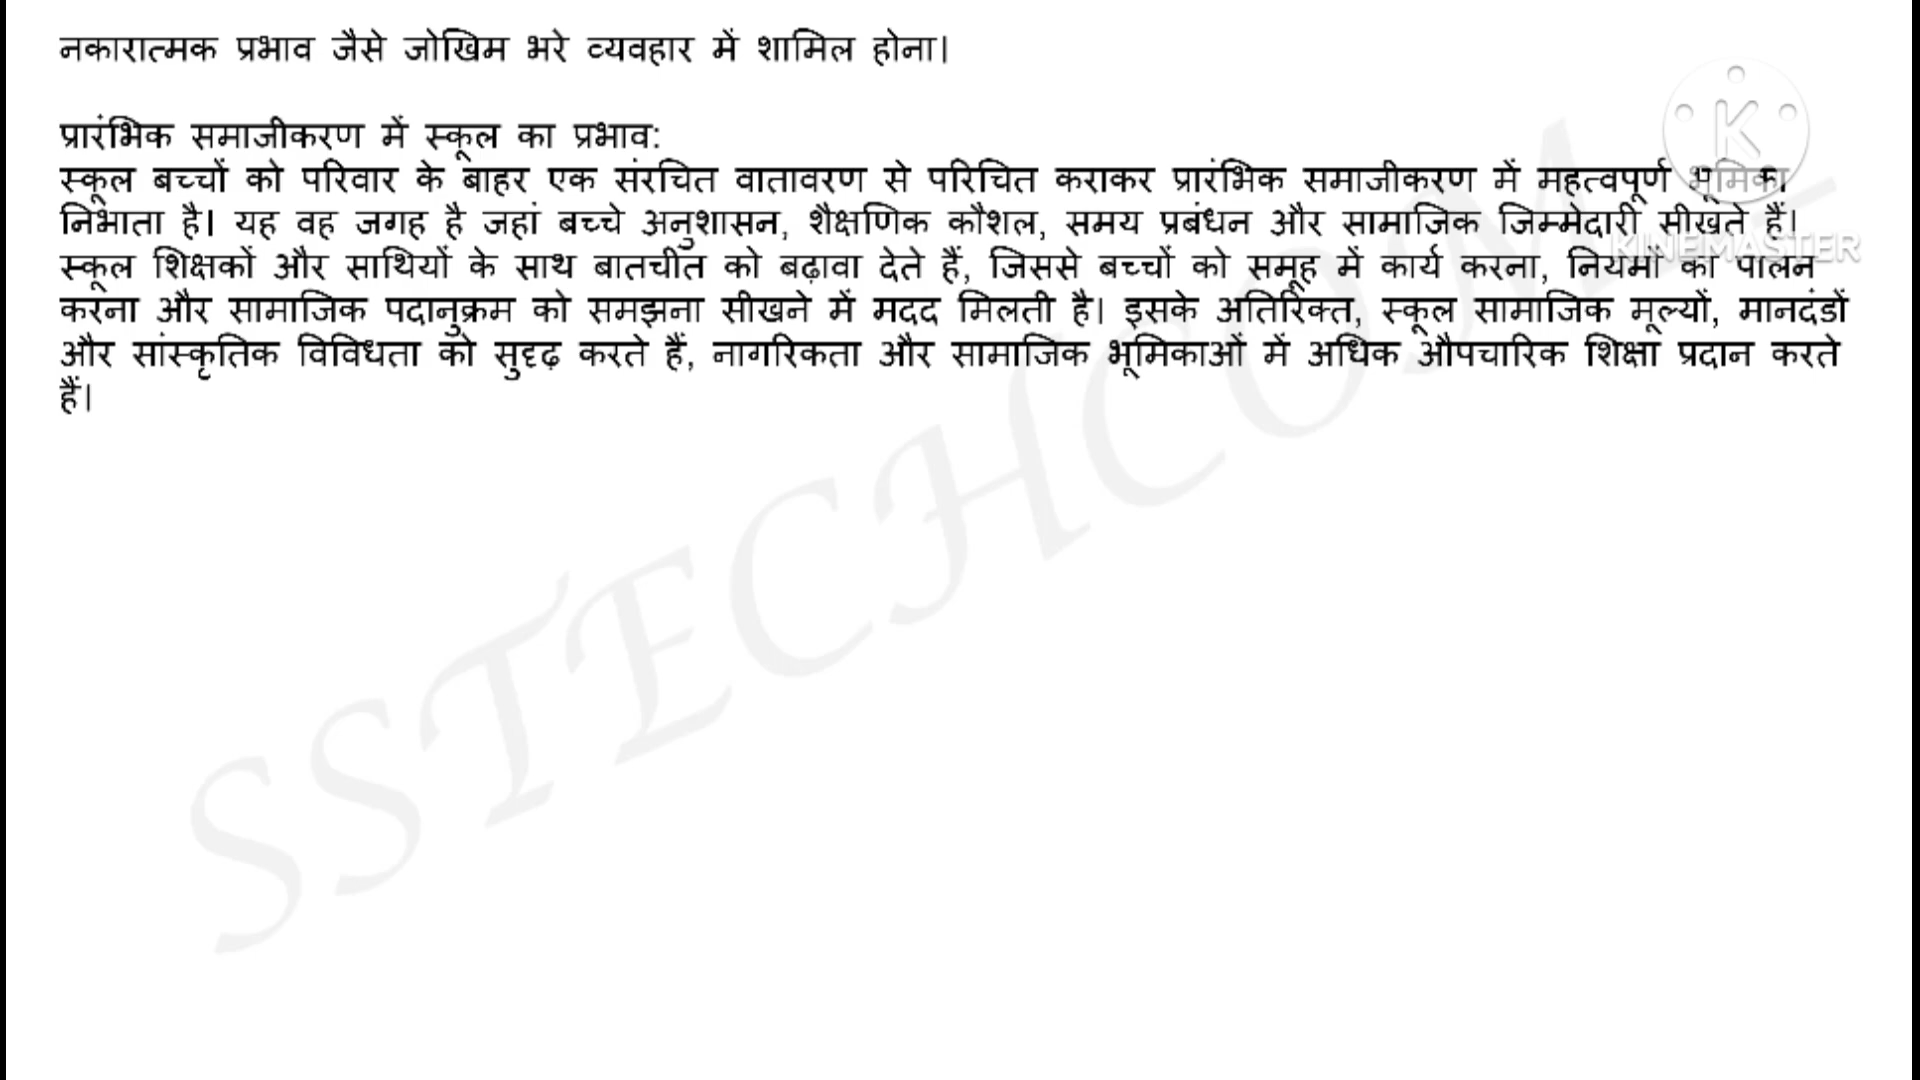 नकारात्मक प्रभाव जैसे जोखिम भरे व्यवहार में शामिल होना।
प्रारंभिक समाजीकरण में स्कूल का प्रभाव:
स्कूल बच्चों को परिवार के बाहर एक संरचित वातावरण से परिचित कराकर प्रारंभिक समाजीकरण में महत्वपूर्ण भूमिका
निभाता है। यह वह जगह है जहां बच्चे अनुशासन, शैक्षणिक कौशल, समय प्रबंधन और सामाजिक जिम्मेदारी सीखते हैं।
स्कूल शिक्षकों और साथियों के साथ बातचीत को बढ़ावा देते हैं, जिससे बच्चों को समूह में कार्य करना, नियमों का पालन
करना और सामाजिक पदानुक्रम को समझना सीखने में मदद मिलती है। इसके अतिरिक्त, स्कूल सामाजिक मूल्यों, मानदंडों
और सांस्कृतिक विविधता को सुदृढ़ करते हैं, नागरिकता और सामाजिक भूमिकाओं में अधिक औपचारिक शिक्षा प्रदान करते
हैं।
K
KINEMASTER
SSTECHCOM